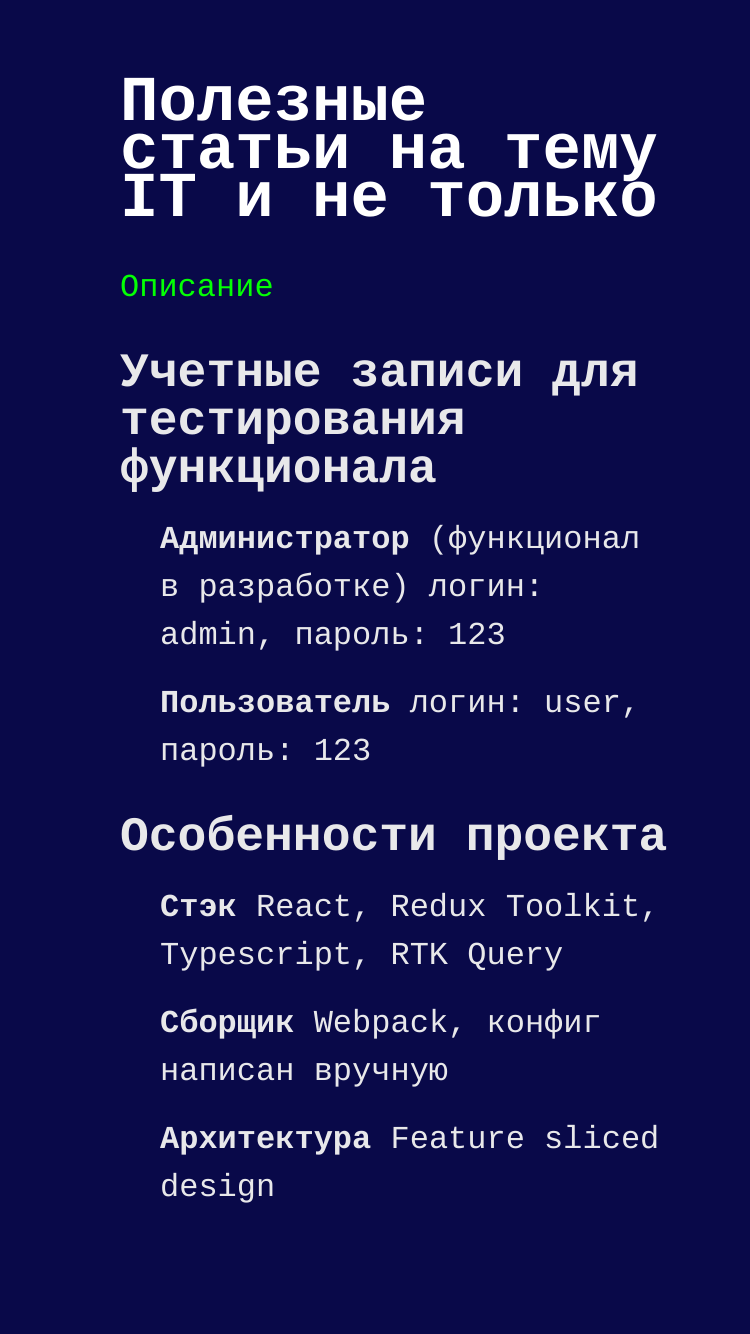 Полезные
статьи на тему
IT и не только
Описание
Учетные записи для
тестирования
функционала
Администратор (функционал
в разработке) логин:
admin, пароль: 123
Пользователь логин: user,
пароль: 123
Особенности проекта
Стэк React, Redux Toolkit,
Typescript, RTK Query
Сборщик Webpack, конфиг
написан вручную
Архитектура Feature sliced
design